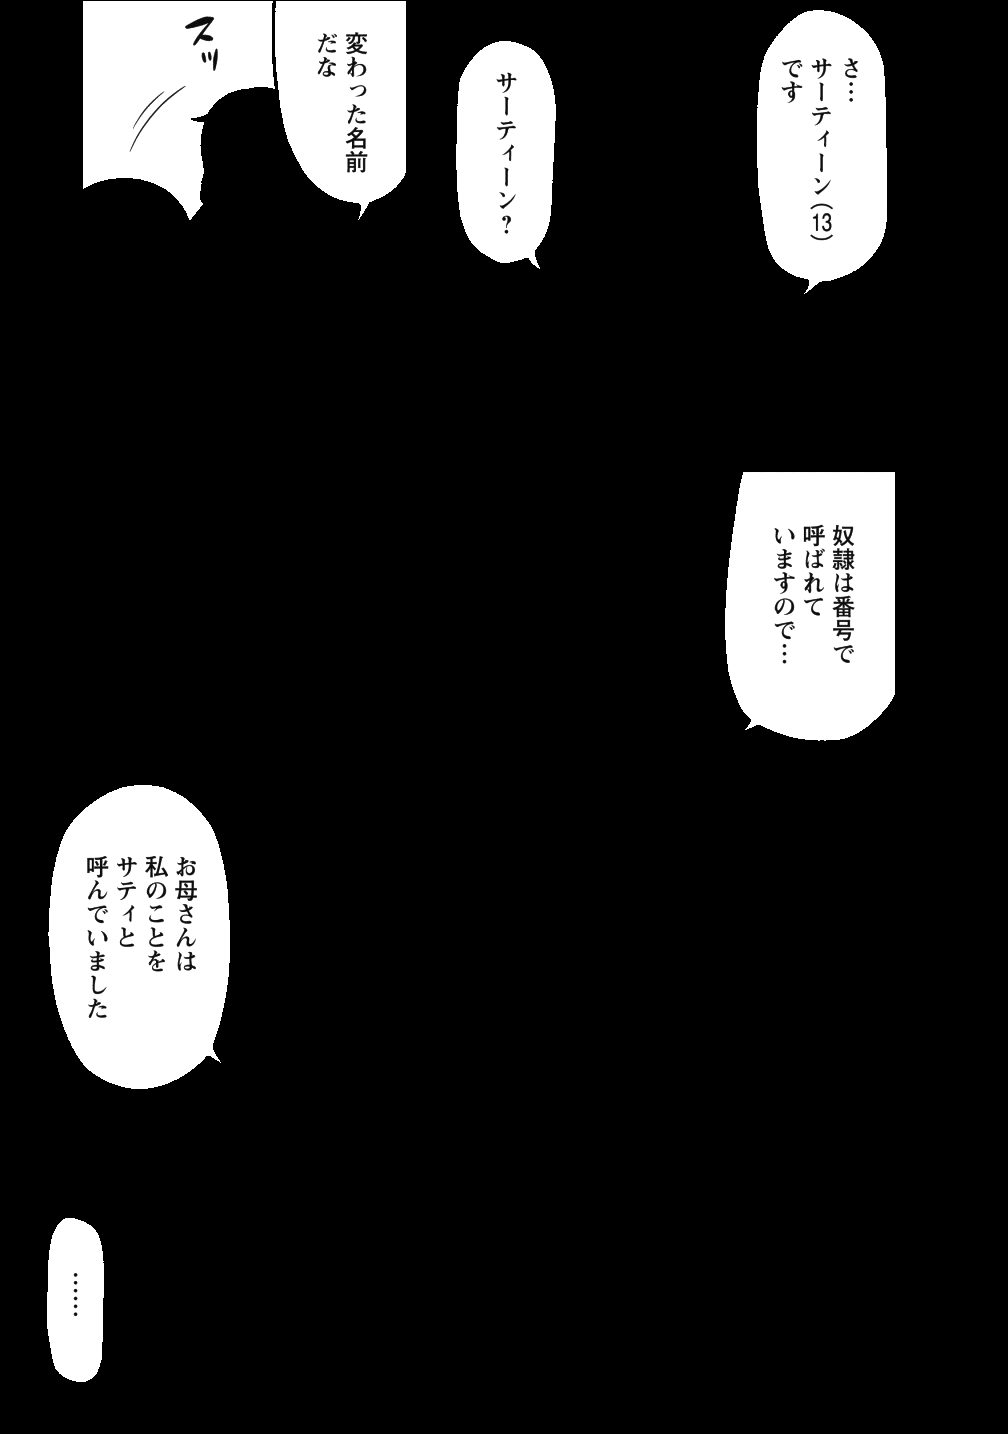 さ…
サーティーン(13)
です
サーティーン?
変わった名前
だな
スッ
奴隷は番号で
呼ばれて
いますので…
お母さんは
私のことを
サティと
呼んでいました
……